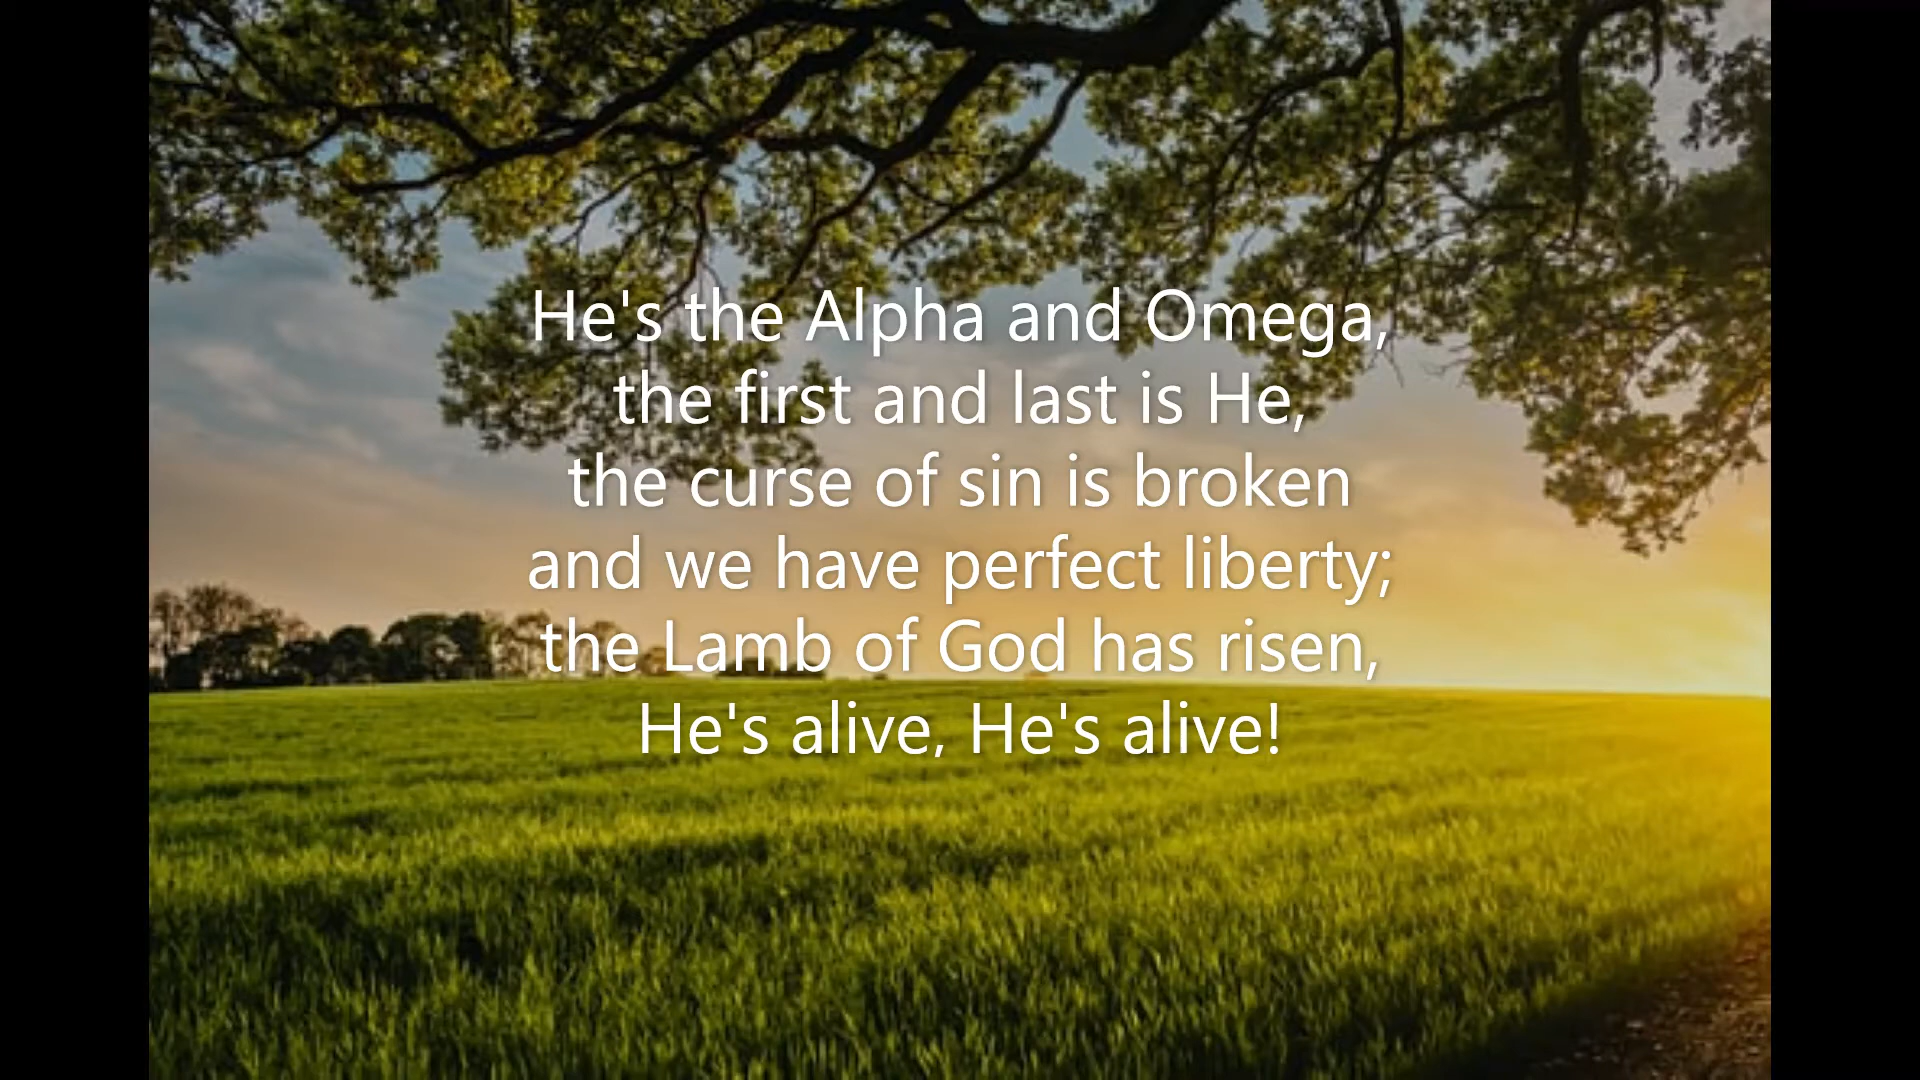 He's the Alpha and Omega,
the first and last is He,
the curse of sin is broken
and we have perfect liberty;
the Lamb of God has risen,
He's alive, He's alive!